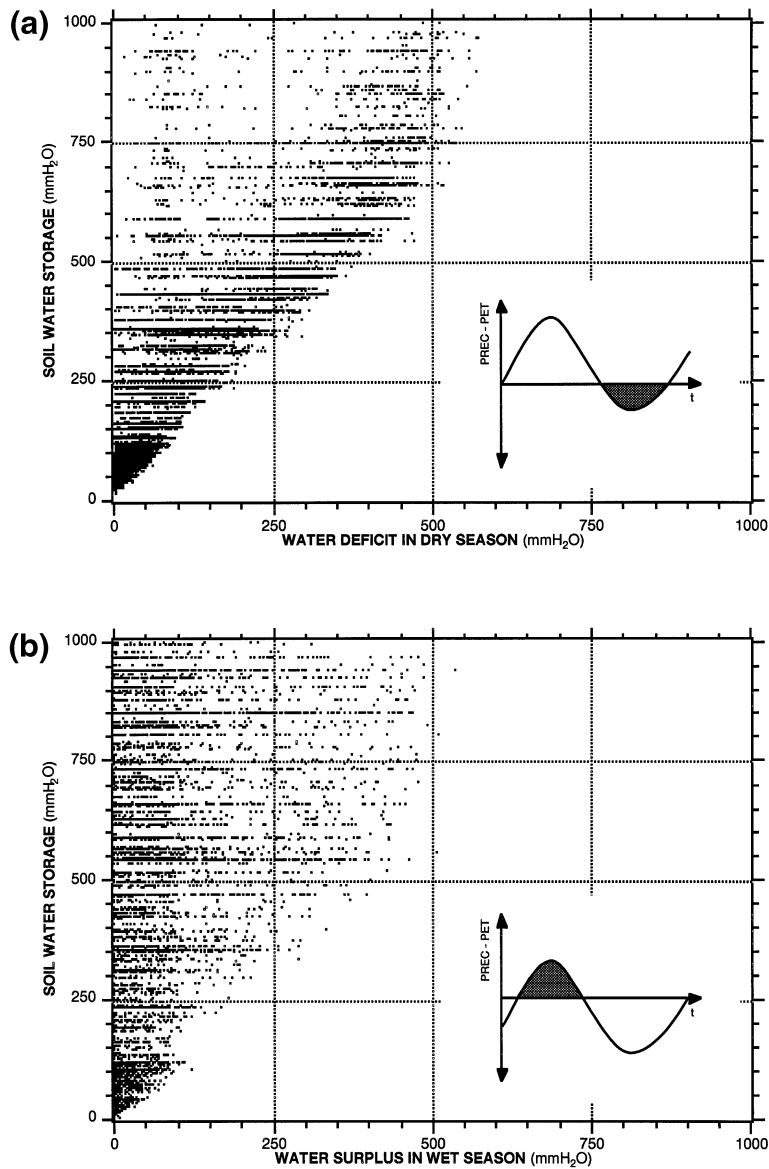 (a)
1000
750
500
250
0
SOIL WATER STORAGE (mmH₂O)
PREC - PET
t
0 250 500 750 1000
WATER DEFICIT IN DRY SEASON (mmH₂O)
(b)
1000
750
500
250
0
SOIL WATER STORAGE (mmH₂O)
PREC - PET
t
0 250 500 750 1000
WATER SURPLUS IN WET SEASON (mmH₂O)